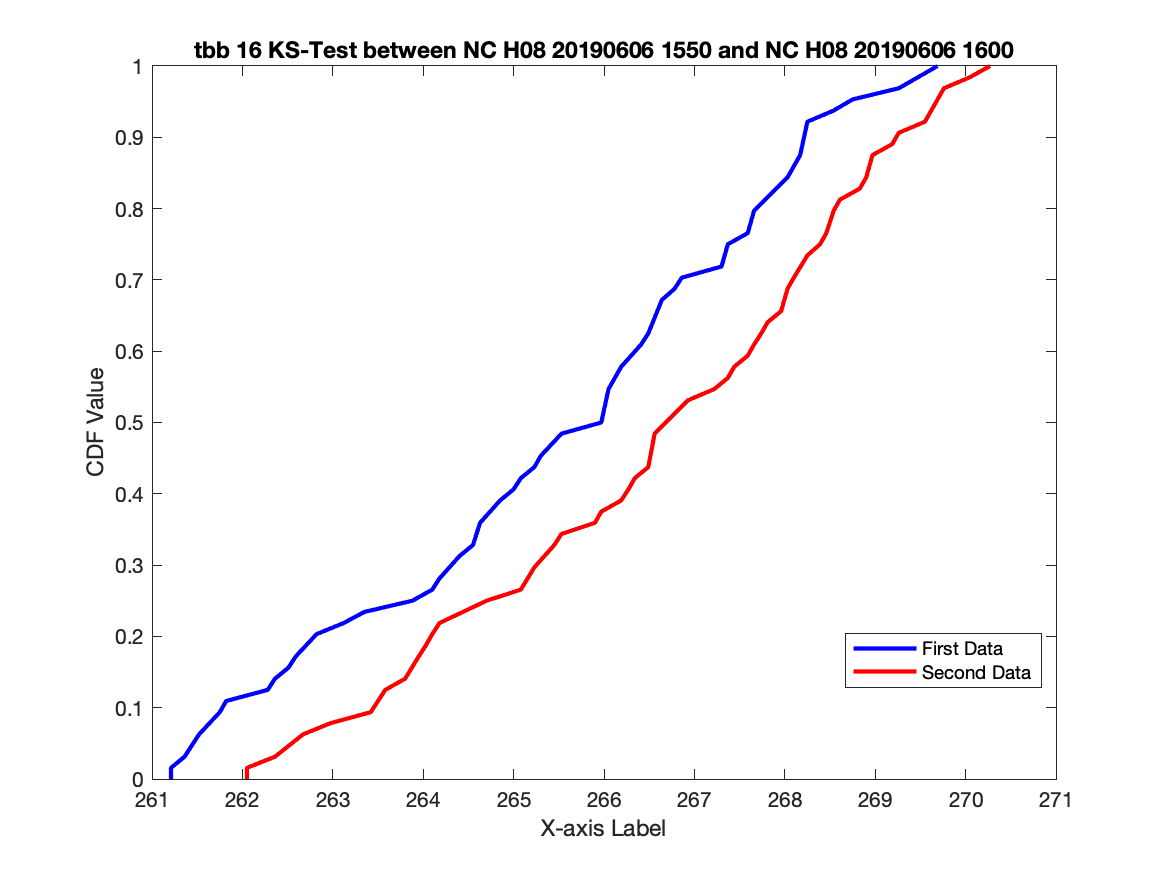 tbb 16 KS-Test between NC H08 20190606 1550 and NC H08 20190606 1600
1
0.9
0.8
0.7
0.6
0.5
0.4
0.3
0.2
0.1
0
CDF Value
First Data
Second Data
261 262 263 264 265 266 267 268 269 270 271
X-axis Label